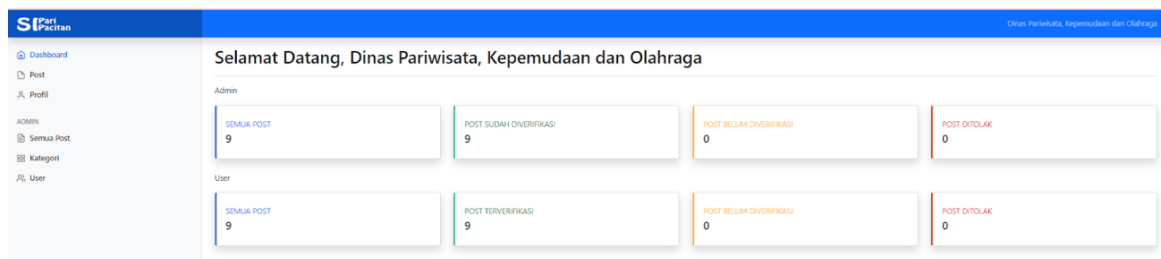 SI Pari Pacitan
Dinas Pariwisata, Kepemudaan dan Olahraga
Dashboard
Post
Profil
ADMIN
Semua Post
Kategori
User
Selamat Datang, Dinas Pariwisata, Kepemudaan dan Olahraga
Admin
SEMUA POST
9
POST SUDAH DIVERIFIKASI
9
POST BELUM DIVERIFIKASI
0
POST DITOLAK
0
User
SEMUA POST
9
POST TERVERIFIKASI
9
POST BELUM DIVERIFIKASI
0
POST DITOLAK
0